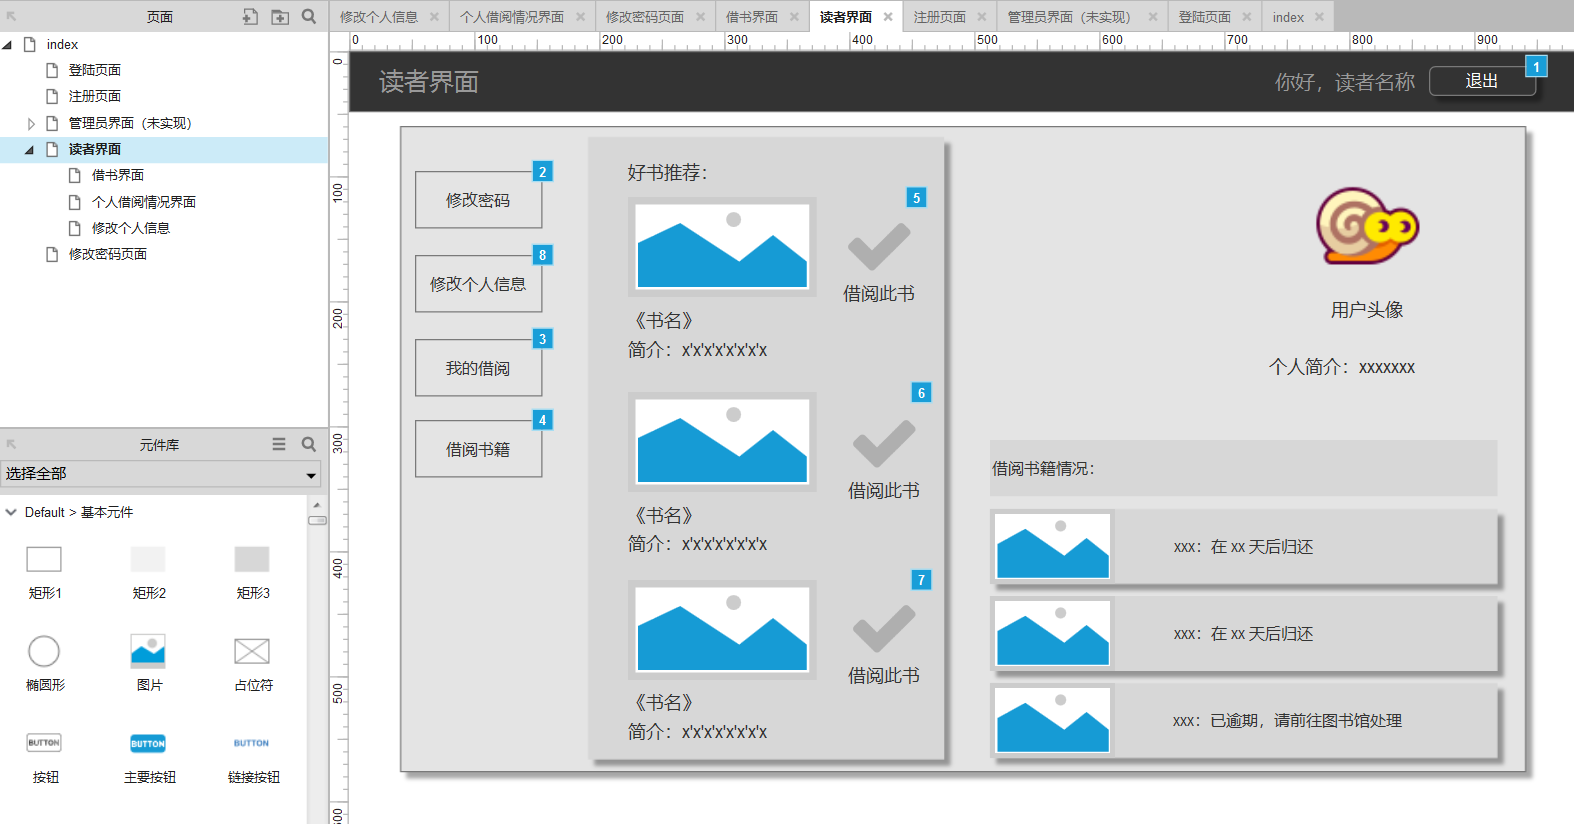 页面
修改个人信息
个人借阅情况界面
修改密码页面
借书界面
读者界面
注册页面
管理员界面（未实现）
登陆页面
index
index
登陆页面
注册页面
管理员界面（未实现）
读者界面
借书界面
个人借阅情况界面
修改个人信息
修改密码页面
元件库
选择全部
Default > 基本元件
矩形1
矩形2
矩形3
椭圆形
图片
占位符
BUTTON
BUTTON
BUTTON
按钮
主要按钮
链接按钮
0 100 200 300 400 500 600 700 800 900
0
100
200
300
400
500
读者界面
你好，读者名称
退出
1
修改密码
2
修改个人信息
8
我的借阅
3
借阅书籍
4
好书推荐：
5
借阅此书
《书名》
简介：x'x'x'x'x'x'x'x
6
借阅此书
《书名》
简介：x'x'x'x'x'x'x'x
7
借阅此书
《书名》
简介：x'x'x'x'x'x'x'x
用户头像
个人简介：xxxxxxx
借阅书籍情况：
xxx：在 xx 天后归还
xxx：在 xx 天后归还
xxx：已逾期，请前往图书馆处理